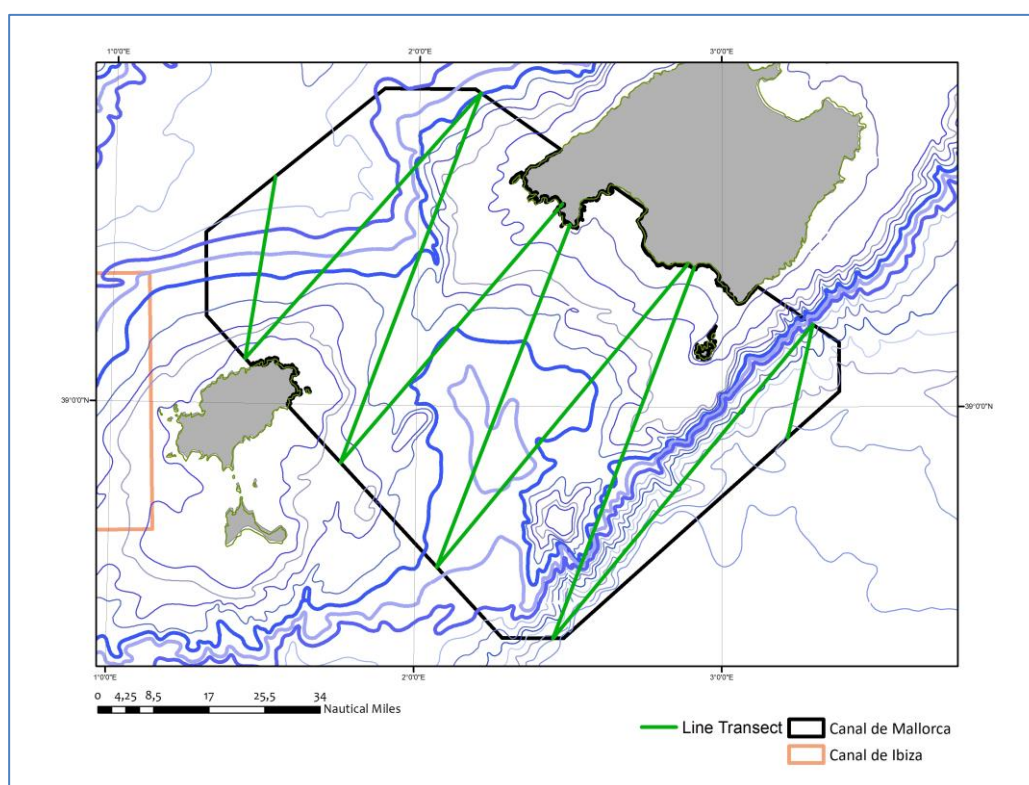 1°0'0"E 2°0'0"E 3°0'0"E
39°0'0"N 39°0'0"N
1°0'0"E 2°0'0"E 3°0'0"E
0 4,25 8,5 17 25,5 34
Nautical Miles
Line Transect Canal de Mallorca
Canal de Ibiza